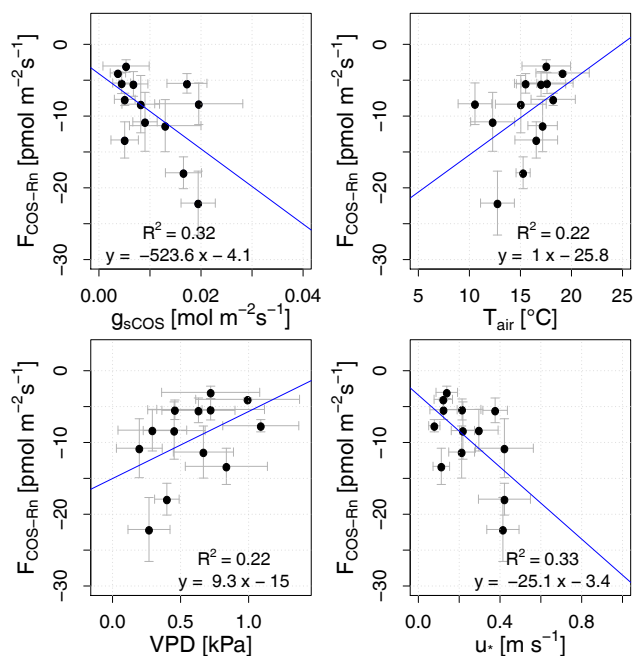 F_COS−Rn [pmol m⁻²s⁻¹]
0
−10
−20
−30
R² = 0.32
y = −523.6 x − 4.1
0.00 0.02 0.04
g_sCOS [mol m⁻²s⁻¹]
F_COS−Rn [pmol m⁻²s⁻¹]
0
−10
−20
−30
R² = 0.22
y = 1 x − 25.8
5 10 15 20 25
T_air [°C]
F_COS−Rn [pmol m⁻²s⁻¹]
0
−10
−20
−30
R² = 0.22
y = 9.3 x − 15
0.0 0.5 1.0
VPD [kPa]
F_COS−Rn [pmol m⁻²s⁻¹]
0
−10
−20
−30
R² = 0.33
y = −25.1 x − 3.4
0.0 0.4 0.8
u* [m s⁻¹]